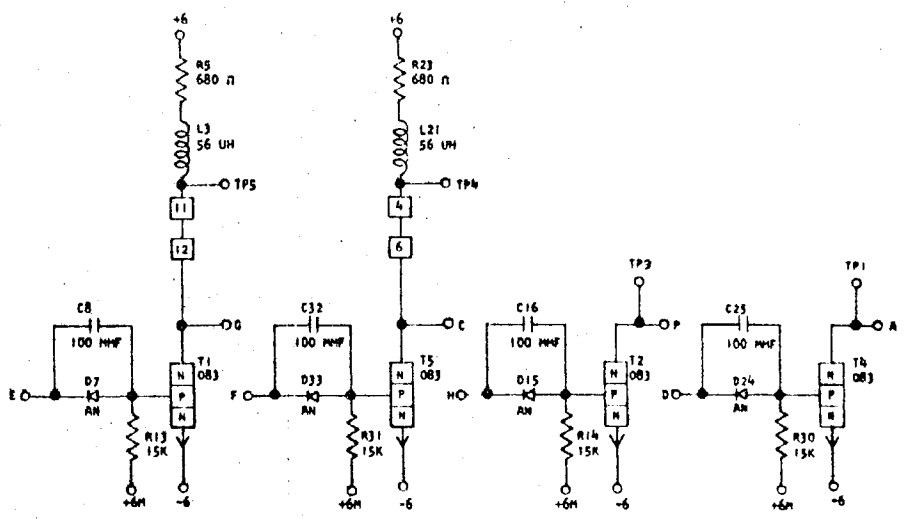 +6
+6
R5
680 Ω
R23
680 Ω
L3
56 UH
L21
56 UH
TP5
TP4
11
4
12
6
TP3
TP1
C8
100 MMF
G
C32
100 MMF
C
C16
100 MMF
P
C25
100 MMF
A
T1
083
T5
083
T2
083
T4
083
E
D7
AN
N
P
N
F
D33
AN
N
P
N
H
D15
AN
N
P
N
D
D24
AN
N
P
N
R13
15K
R31
15K
R14
15K
R30
15K
+6M
-6
+6M
-6
+6M
-6
+6M
-6